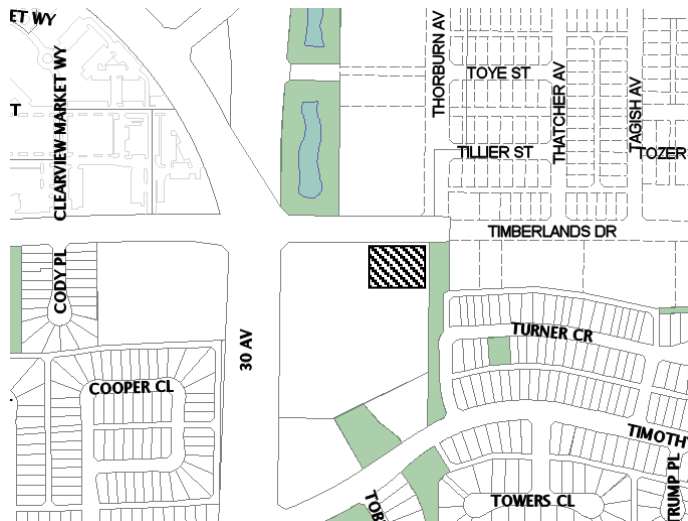 ET WY
CLEARVIEW MARKET WY
T
THORBURN AV
TOYE ST
THATCHER AV
TAGISH AV
TILLIER ST
TOZER
TIMBERLANDS DR
CODY PL
30 AV
TURNER CR
COOPER CL
TIMOTHY
TRUMP PL
TOWERS CL
TOB